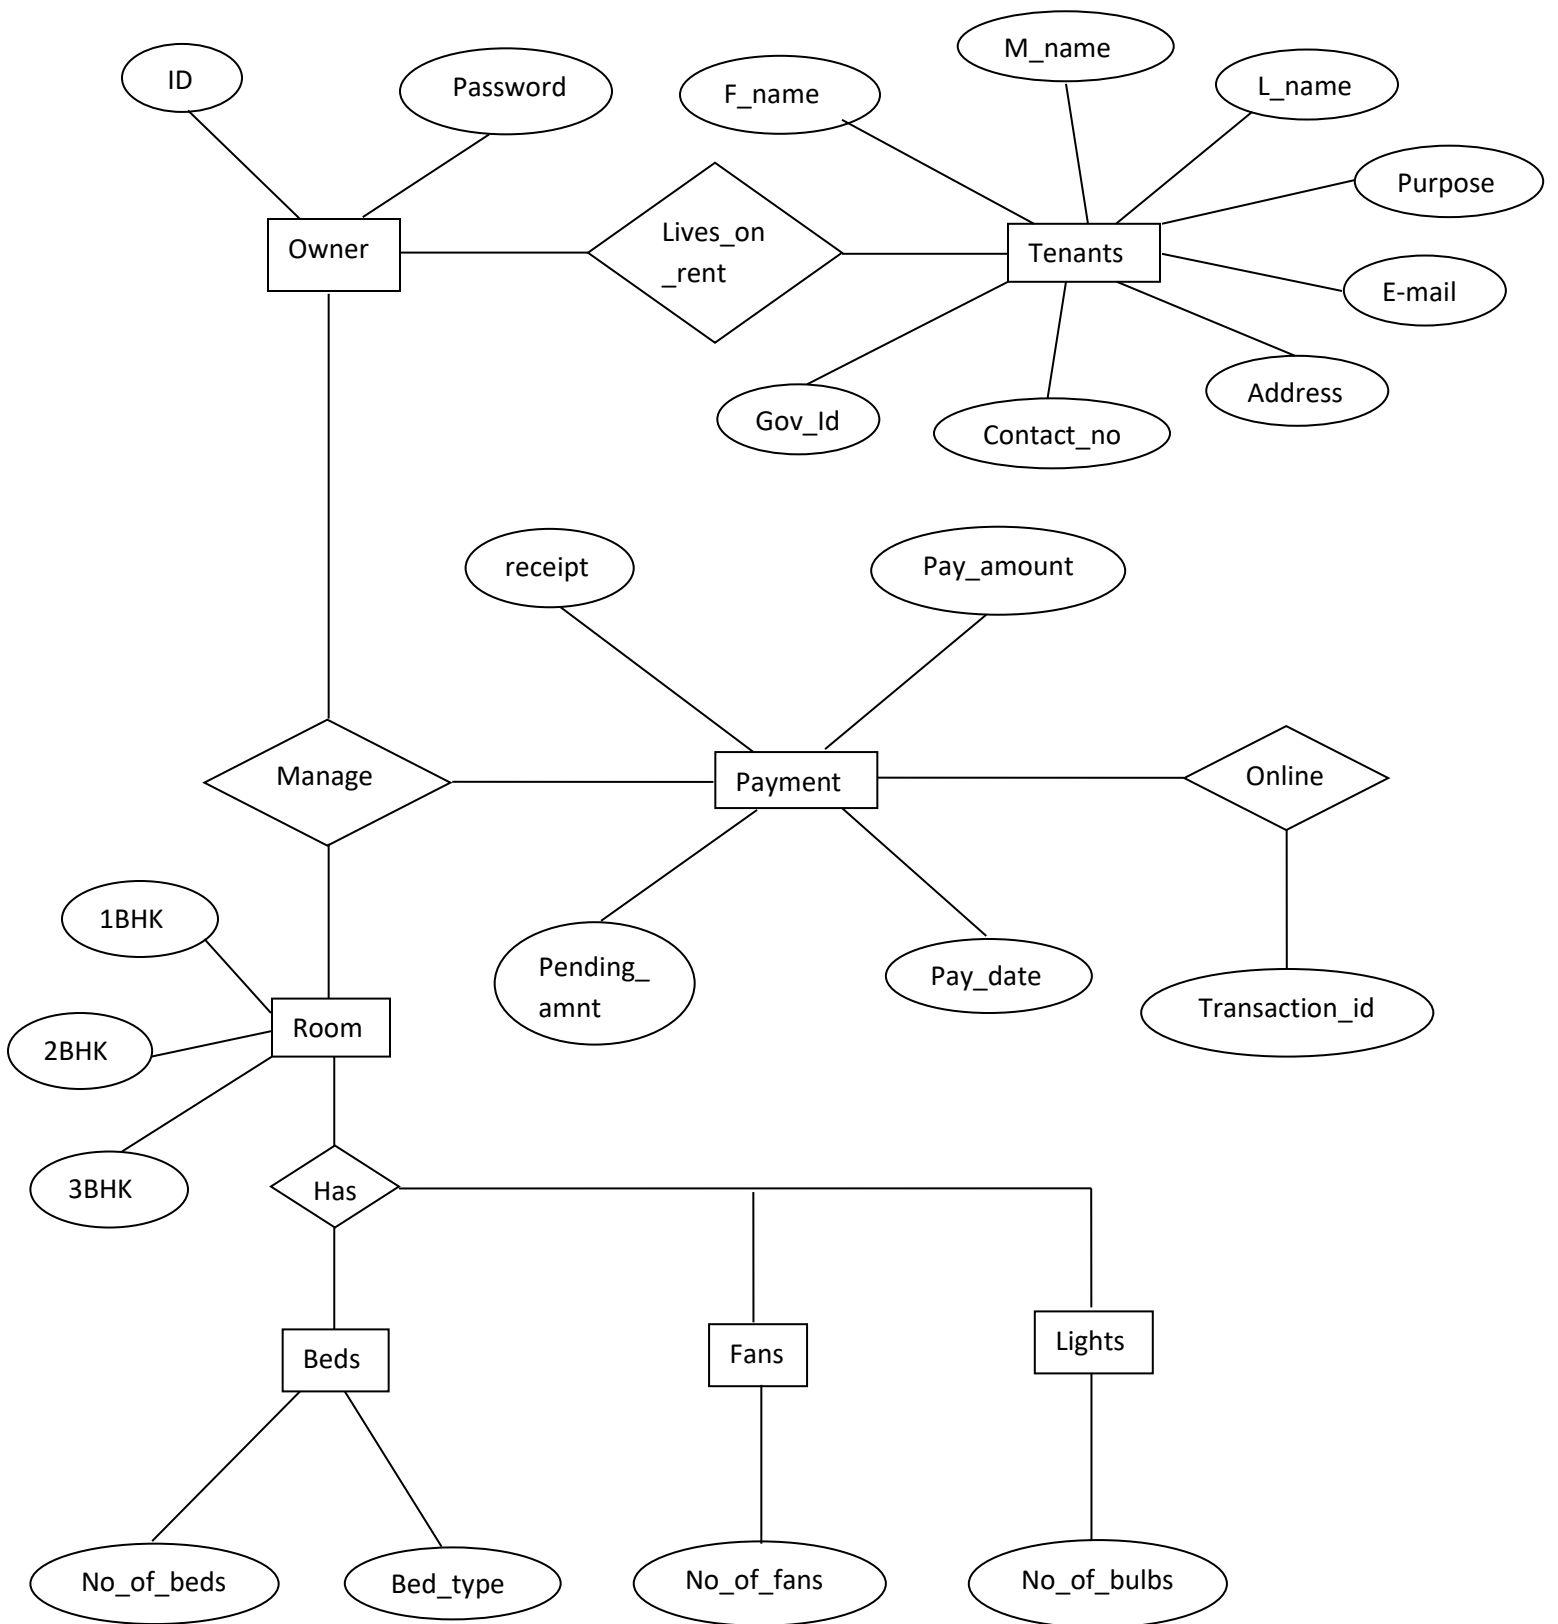 M_name
ID
Password
F_name
L_name
Purpose
Owner
Lives_on
_rent
Tenants
E-mail
Gov_Id
Contact_no
Address
receipt
Pay_amount
Manage
Payment
Online
1BHK
Pending_
amnt
Pay_date
Transaction_id
Room
2BHK
3BHK
Has
Beds
Fans
Lights
No_of_beds
Bed_type
No_of_fans
No_of_bulbs